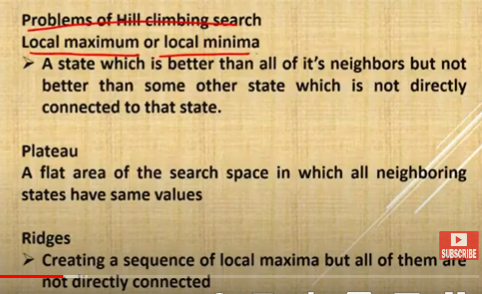 Problems of Hill climbing search
Local maximum or local minima
➢ A state which is better than all of it's neighbors but not
better than some other state which is not directly
connected to that state.
Plateau
A flat area of the search space in which all neighboring
states have same values
Ridges
➢ Creating a sequence of local maxima but all of them are
not directly connected
SUBSCRIBE